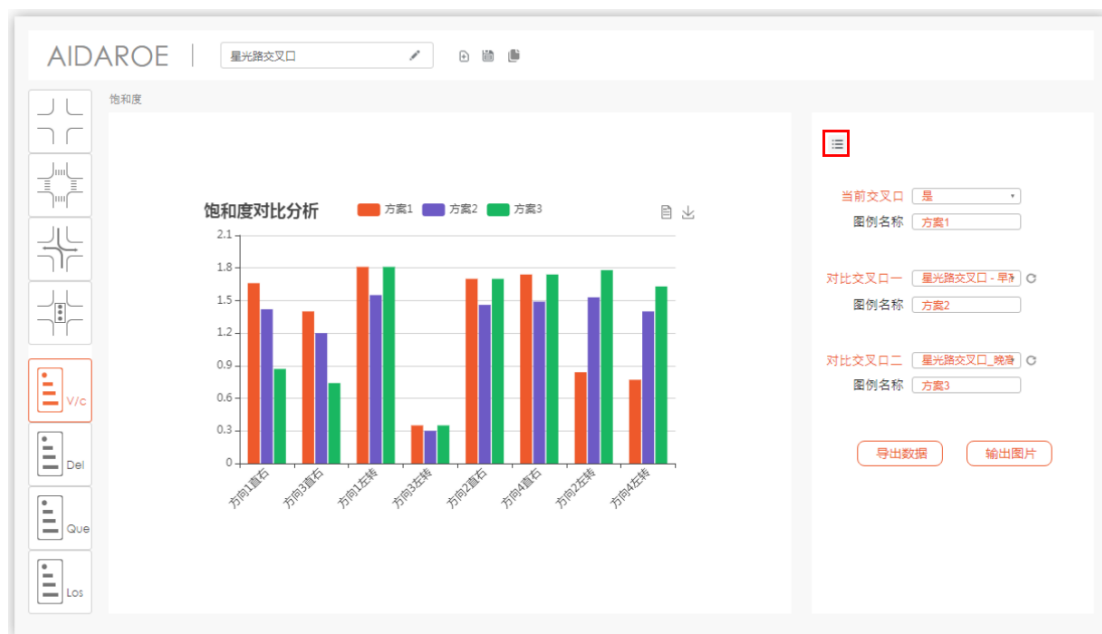 AIDAROE
星光路交叉口
饱和度
饱和度对比分析
方案1 方案2 方案3
2.1
1.8
1.5
1.2
0.9
0.6
0.3
0
方向1直右 方向3直右 方向1左转 方向3左转 方向2直右 方向4直右 方向2左转 方向4左转
V/c
Del
Que
Los
当前交叉口 是
图例名称 方案1
对比交叉口一 星光路交叉口 - 早
图例名称 方案2
对比交叉口二 星光路交叉口_晚高
图例名称 方案3
导出数据 输出图片